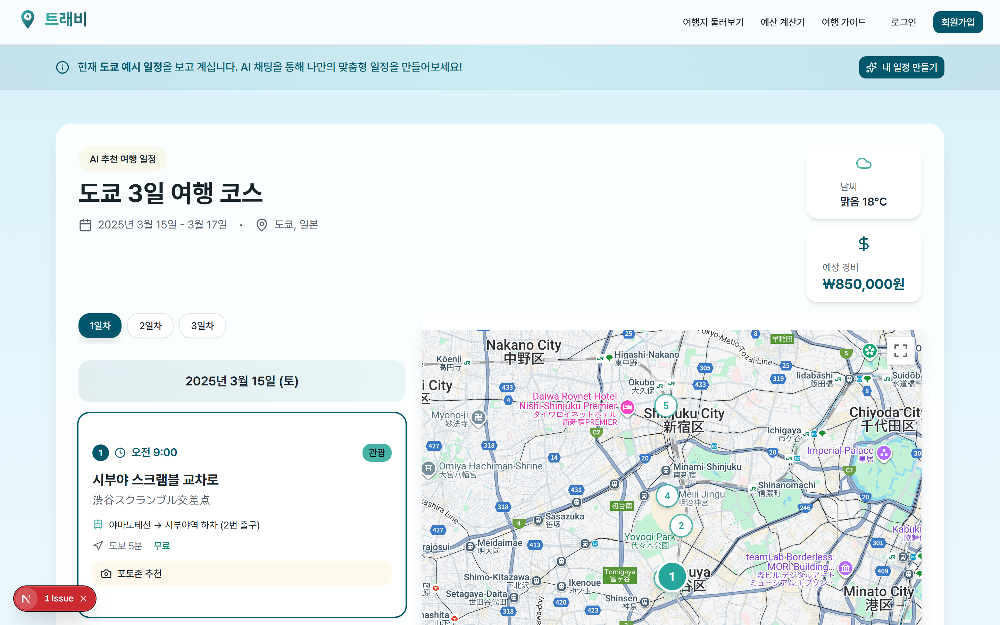 트래비
여행지 둘러보기
예산 계산기
여행 가이드
로그인
회원가입
현재 도쿄 예시 일정을 보고 계십니다. AI 채팅을 통해 나만의 맞춤형 일정을 만들어보세요!
내 일정 만들기
AI 추천 여행 일정
도쿄 3일 여행 코스
2025년 3월 15일 - 3월 17일 • 도쿄, 일본
날씨
맑음 18°C
예상 경비
₩850,000원
1일차
2일차
3일차
2025년 3월 15일 (토)
1
오전 9:00
관광
시부야 스크램블 교차로
渋谷スクランブル交差点
야마노테선 → 시부야역 하차 (2번 출구)
도보 5분
무료
포토존 추천
N
1 Issue
Nakano City
中野区
25
Tokyo-Metro-Tozai-Line
8
早稲田
5
Kōenji
高円寺
JR
Higashi-Nakano
東中野
305
25
319
Iidabashi
飯田橋
Suidōba
水道橋
i City
区
433
4
Ōkubo
大久保
433
8
Daiwa Roynet Hotel
Nishi-Shinjuku Premier
ダイワロイネットホテル
西新宿PREMIER
5
Myoho-ji
妙法寺
新宿区
Chiyoda City
千代田区
C2
Ichigaya
市ケ谷
427
318
14
20
20
Imperial Palace
皇居
30
C1
Omiya Hachiman Shrine
大宮八幡宮
Minami-Shinjuku
南新宿
431
4
Meiji Jingu
明治神宮
Shinanomachi
信濃町
20
318
初台南
246
Sasazuka
笹塚
4
2
427
Yoyogi Park
代々木公園
Kabuki
歌舞伎
301
rajōsui
Meidaimae
明大前
413
teamLab Borderless:
MORI Building...
森ビル デジタルアート
ミュージアム:エプソン…
409
Tomigaya
富ヶ谷
1
uya
谷区
Shimo-Kitazawa
下北沢
Ikenoue
池ノ上
Setagaya-Daita
世田谷代田
Shinsen
神泉
420
423
318
Minato City
港区
awa-dori